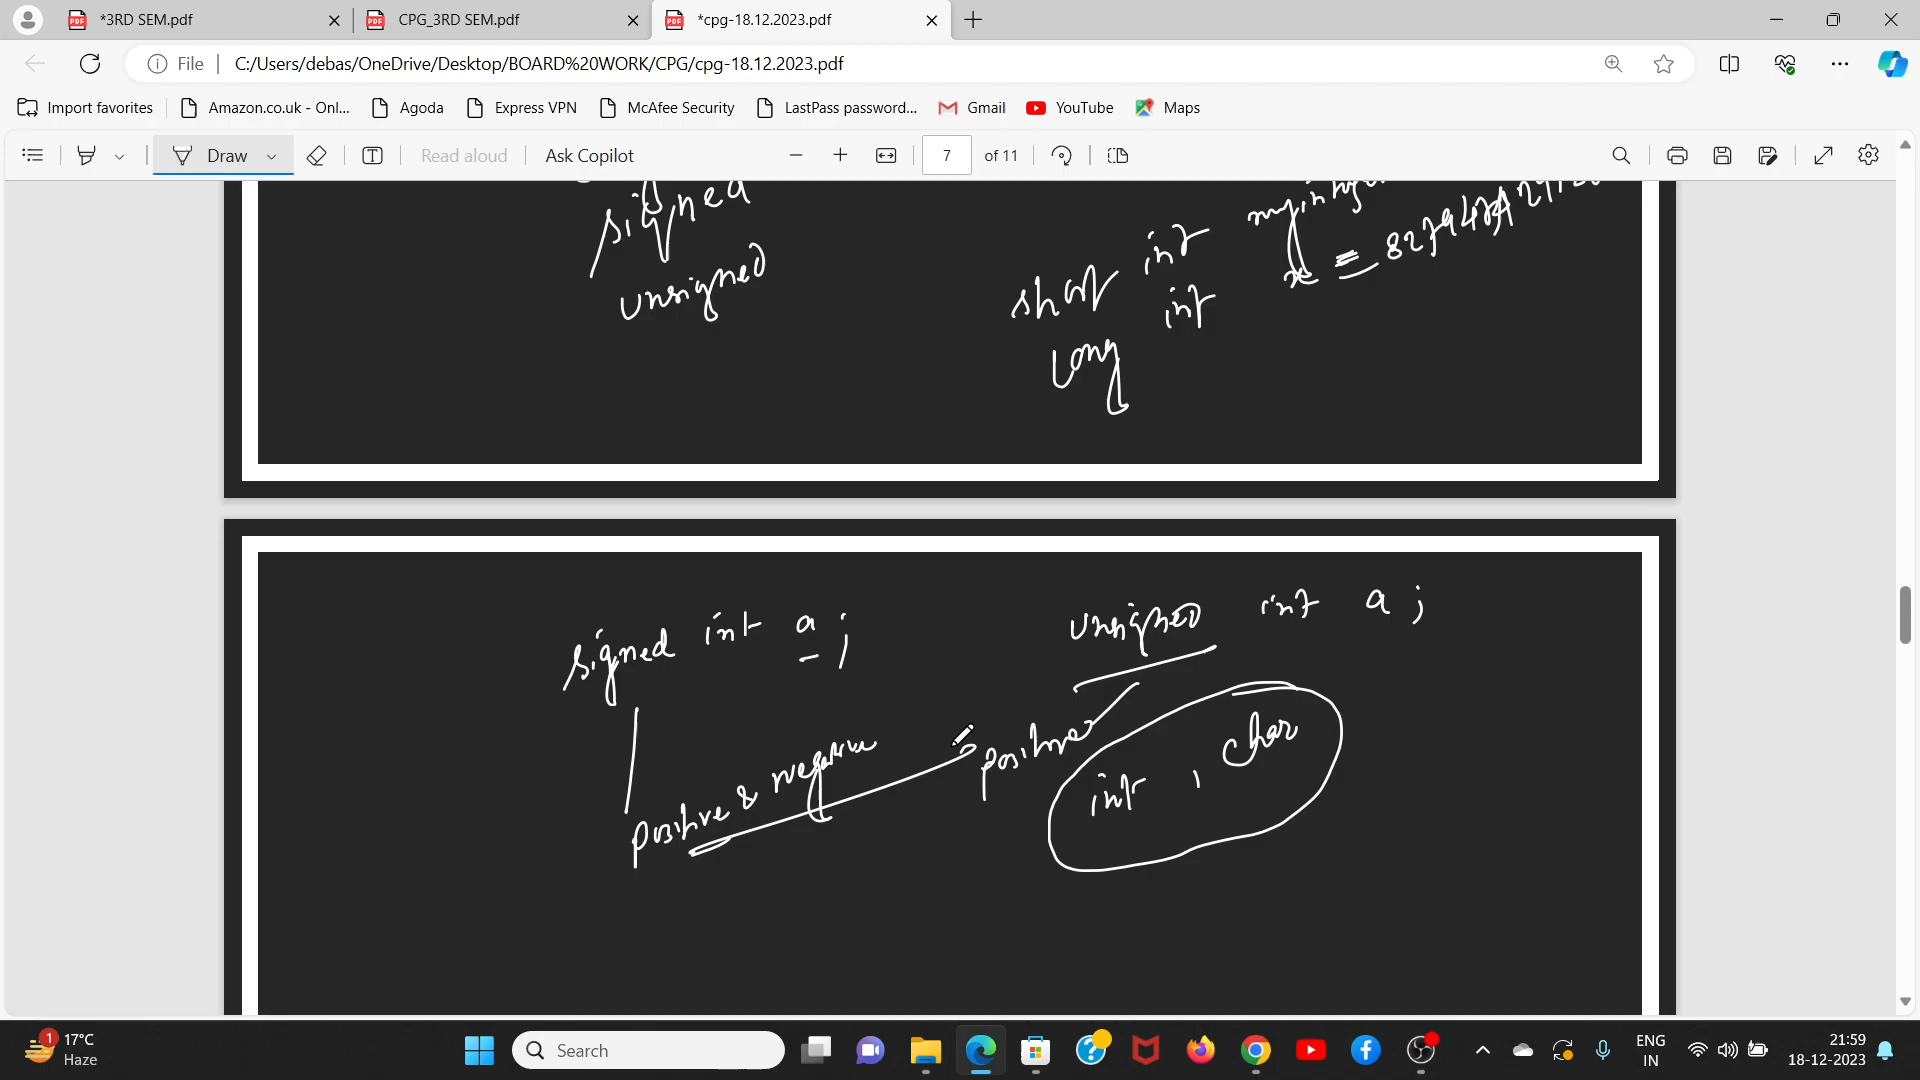 *3RD SEM.pdf
CPG_3RD SEM.pdf
*cpg-18.12.2023.pdf
File
C:/Users/debas/OneDrive/Desktop/BOARD%20WORK/CPG/cpg-18.12.2023.pdf
Import favorites
Amazon.co.uk - Onl...
Agoda
Express VPN
McAfee Security
LastPass password...
Gmail
YouTube
Maps
Draw
Read aloud
Ask Copilot
7
of 11
signed
unsigned
short int
long int
x =
signed int a ;
unsigned int a ;
positive & negative
positive
int , char
1
17°C
Haze
Search
ENG
IN
21:59
18-12-2023